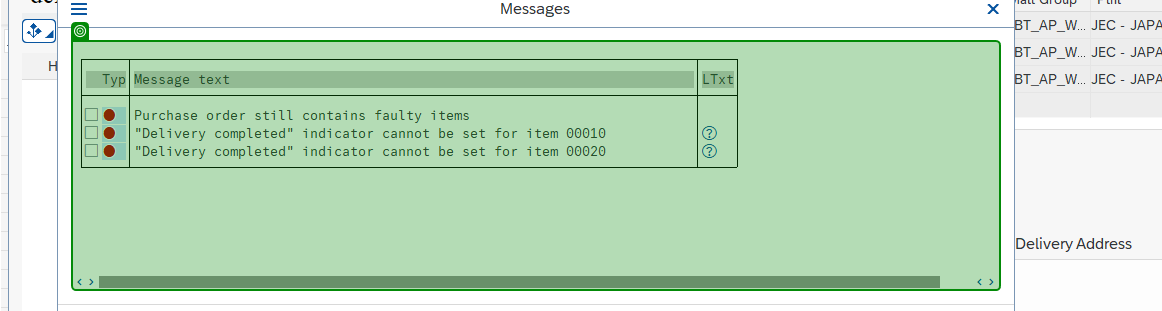 Messages
Typ Message text LTxt
Purchase order still contains faulty items
"Delivery completed" indicator cannot be set for item 00010
"Delivery completed" indicator cannot be set for item 00020
H
BT_AP_W... JEC - JAPA
BT_AP_W... JEC - JAPA
BT_AP_W... JEC - JAPA
Delivery Address